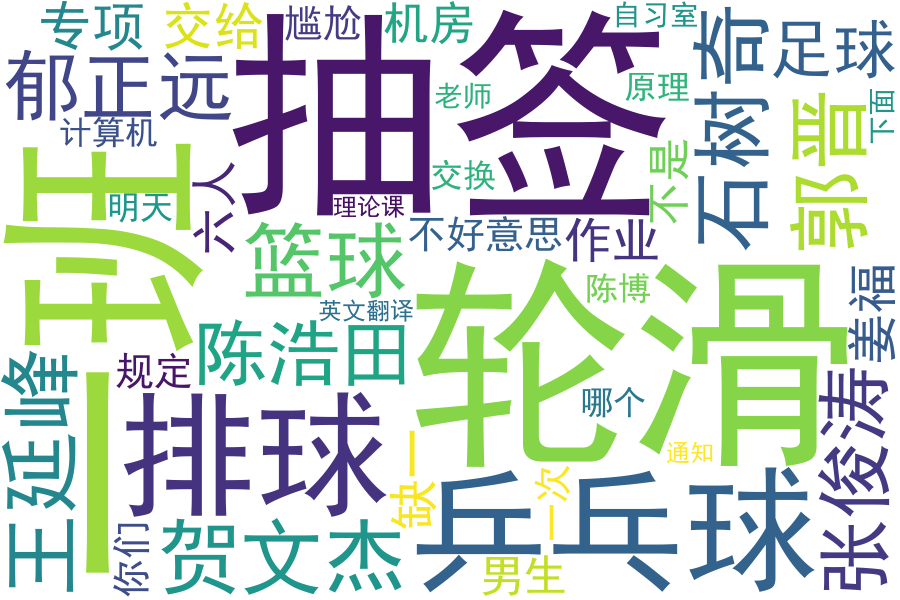 专项
交给
尴尬
机房
自习室
奇
足球
郁正远
抽签
老师
原理
石树
郭晋
下面
计算机
六人
交换
不是
明天
理论课
二班
篮球
不好意思
作业
陈博
轮滑
姜福
英文翻译
陈浩田
王延峰
规定
排球
哪个
张俊涛
缺一
通知
一次
乒乓球
贺文杰
你们
男生